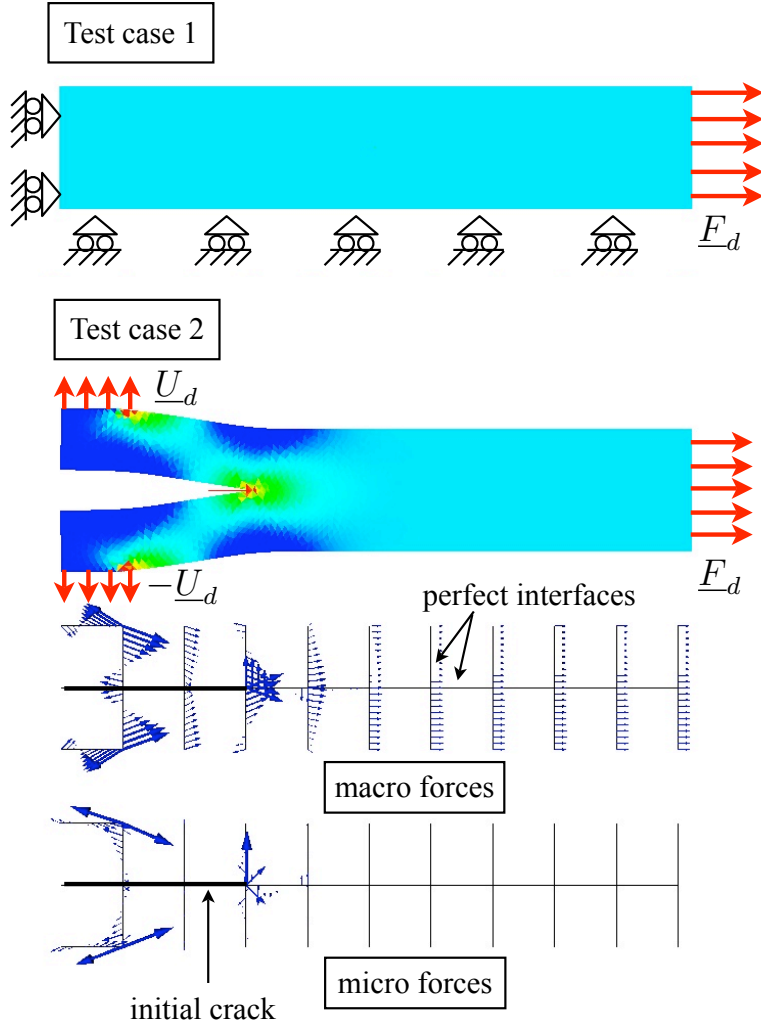 Test case 1
F_d
Test case 2
U_d
−U_d
F_d
perfect interfaces
macro forces
micro forces
initial crack